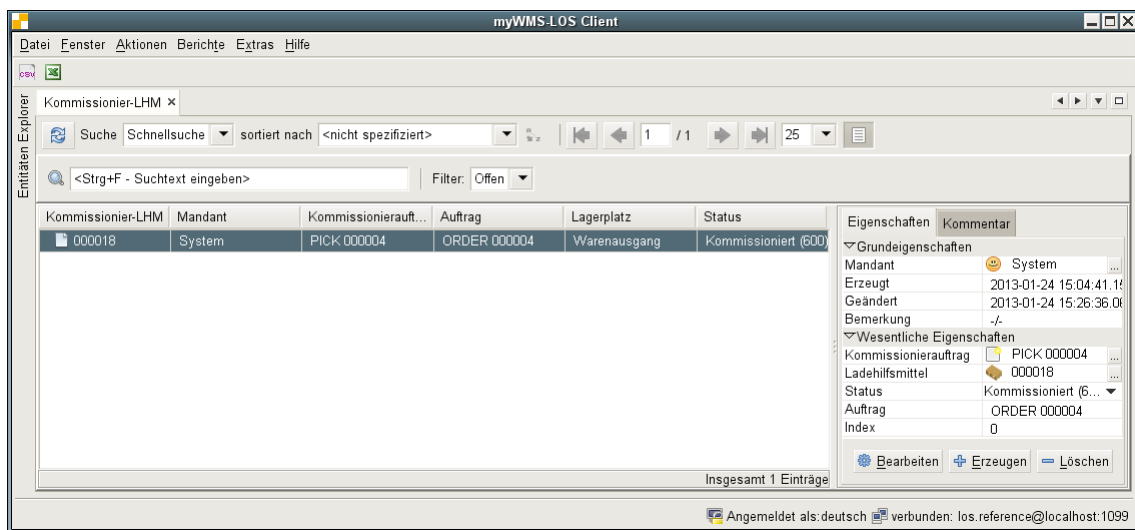 myWMS-LOS Client
Datei Fenster Aktionen Berichte Extras Hilfe
csv
Entitäten Explorer
Kommissionier-LHM
Suche Schnellsuche sortiert nach <nicht spezifiziert> 1 / 1 25
<Strg+F - Suchtext eingeben> Filter: Offen
Kommissionier-LHM Mandant Kommissionierauft... Auftrag Lagerplatz Status
000018 System PICK 000004 ORDER 000004 Warenausgang Kommissioniert (600)
Insgesamt 1 Einträge
Eigenschaften Kommentar
Grundeigenschaften
Mandant System ...
Erzeugt 2013-01-24 15:04:41.1
Geändert 2013-01-24 15:26:36.0
Bemerkung -/-
Wesentliche Eigenschaften
Kommissionierauftrag PICK 000004 ...
Ladehilfsmittel 000018 ...
Status Kommissioniert (6...
Auftrag ORDER 000004
Index 0
Bearbeiten Erzeugen Löschen
Angemeldet als:deutsch verbunden: los.reference@localhost:1099